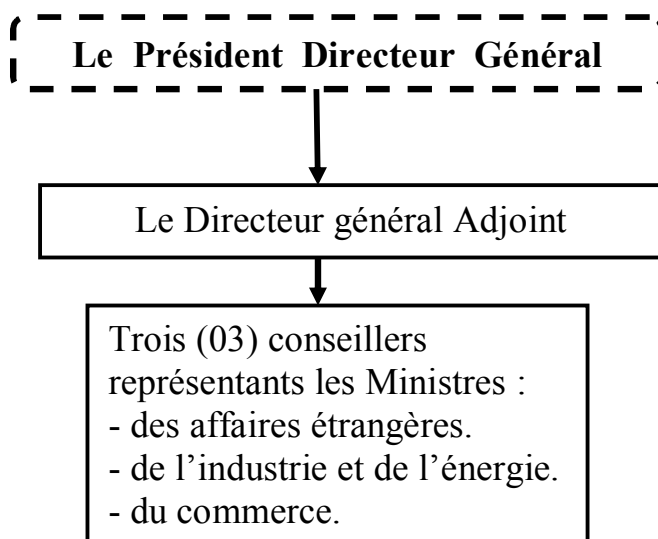 Le Président Directeur Général
Le Directeur général Adjoint
Trois (03) conseillers
représentants les Ministres :
- des affaires étrangères.
- de l’industrie et de l’énergie.
- du commerce.